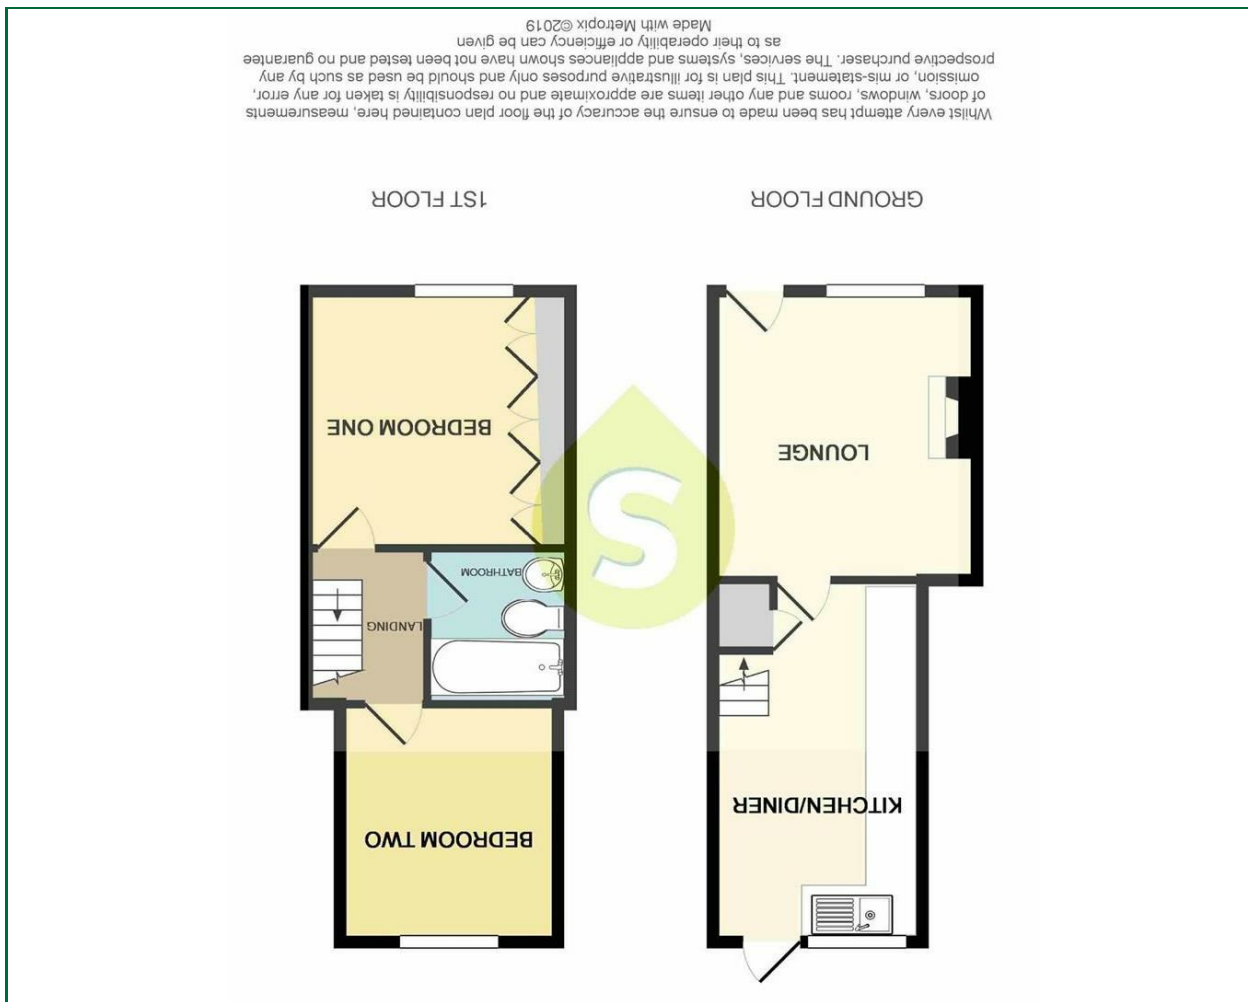 GROUND FLOOR
1ST FLOOR
KITCHEN/DINER
LOUNGE
BEDROOM TWO
LANDING
BATHROOM
BEDROOM ONE
S
Whilst every attempt has been made to ensure the accuracy of the floor plan contained here, measurements
of doors, windows, rooms and any other items are approximate and no responsibility is taken for any error,
omission, or mis-statement. This plan is for illustrative purposes only and should be used as such by any
prospective purchaser. The services, systems and appliances shown have not been tested and no guarantee
as to their operability or efficiency can be given
Made with Metropix ©2019